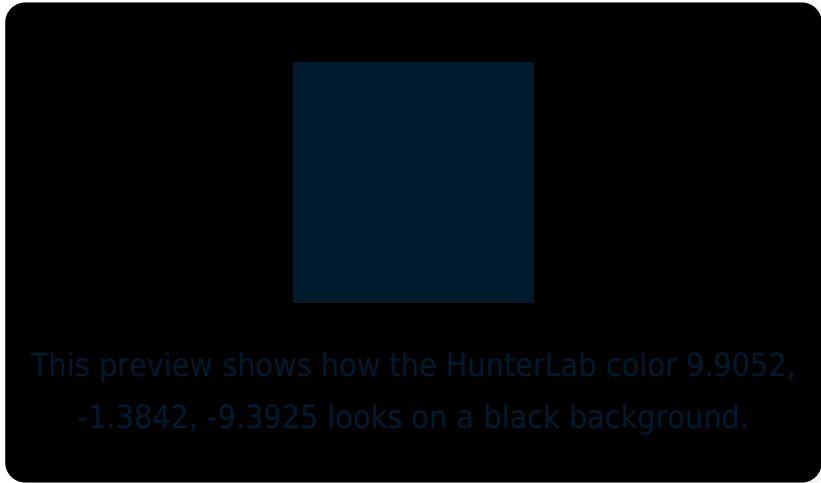 This preview shows how the HunterLab color 9.9052,
-1.3842, -9.3925 looks on a black background.